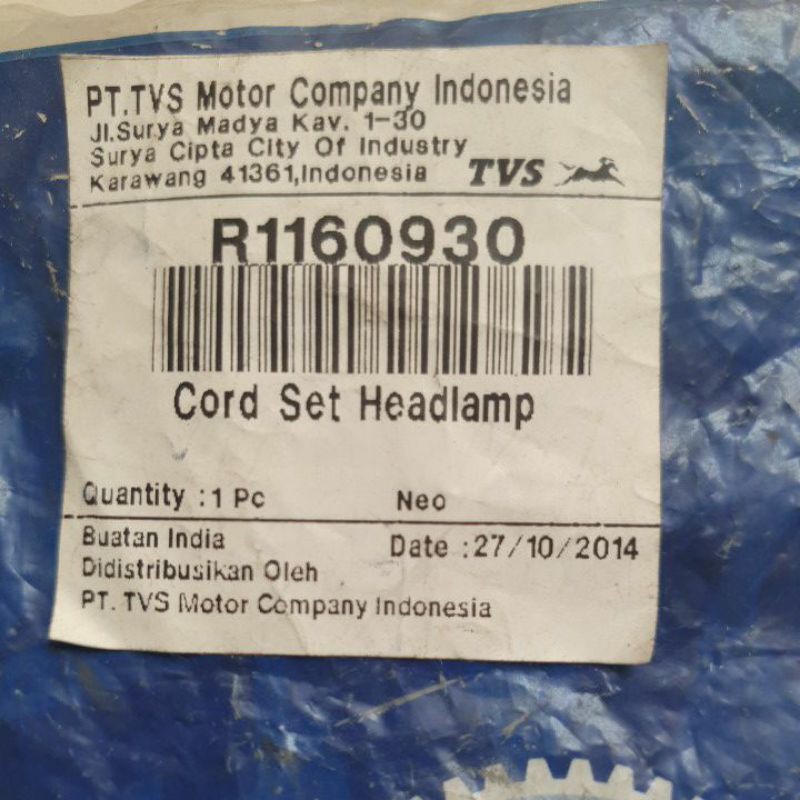 PT.TVS Motor Company Indonesia
Jl.Surya Madya Kav. 1-30
Surya Cipta City Of Industry
Karawang 41361,Indonesia TVS
R1160930
Cord Set Headlamp
Quantity :1 Pc Neo
Buatan India Date :27/10/2014
Didistribusikan Oleh
PT. TVS Motor Company Indonesia